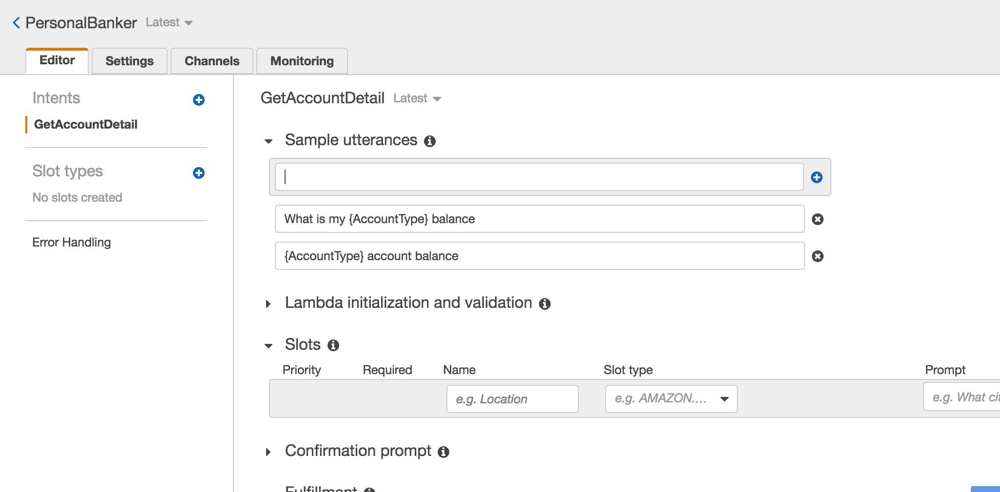 PersonalBanker Latest
Editor Settings Channels Monitoring
Intents
GetAccountDetail
Slot types
No slots created
Error Handling
GetAccountDetail Latest
Sample utterances
What is my {AccountType} balance
{AccountType} account balance
Lambda initialization and validation
Slots
Priority Required Name Slot type Prompt
e.g. Location e.g. AMAZON.... e.g. What cit
Confirmation prompt
Fulfillment